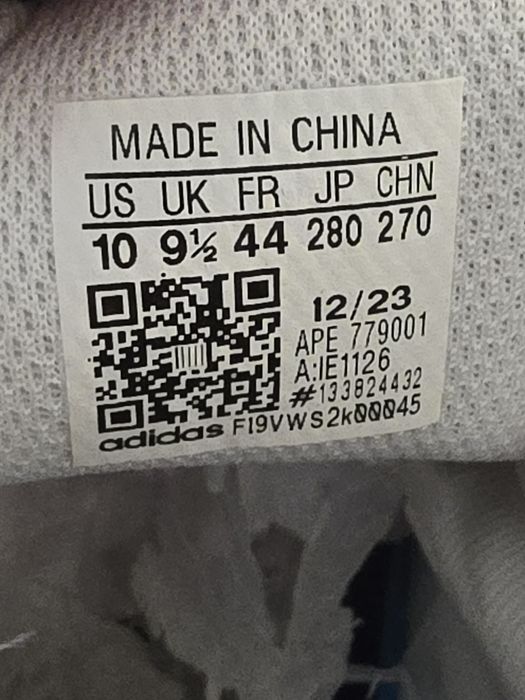 MADE IN CHINA
US UK FR JP CHN
10 9½ 44 280 270
12/23
APE 779001
A:IE1126
#133824432
adidas F19VWS2k00045